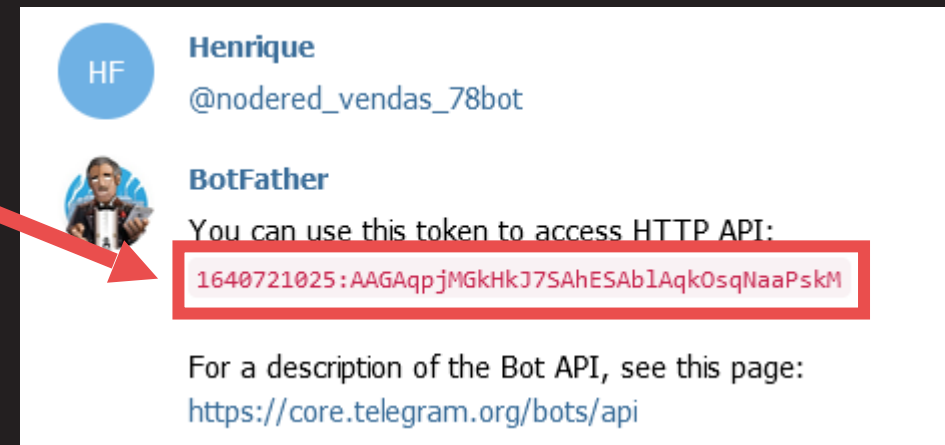 HF
Henrique
@nodered_vendas_78bot
BotFather
You can use this token to access HTTP API:
1640721025:AAGAqpjMGkHkJ7SAhESAblAqkOsqNaaPskM
For a description of the Bot API, see this page:
https://core.telegram.org/bots/api